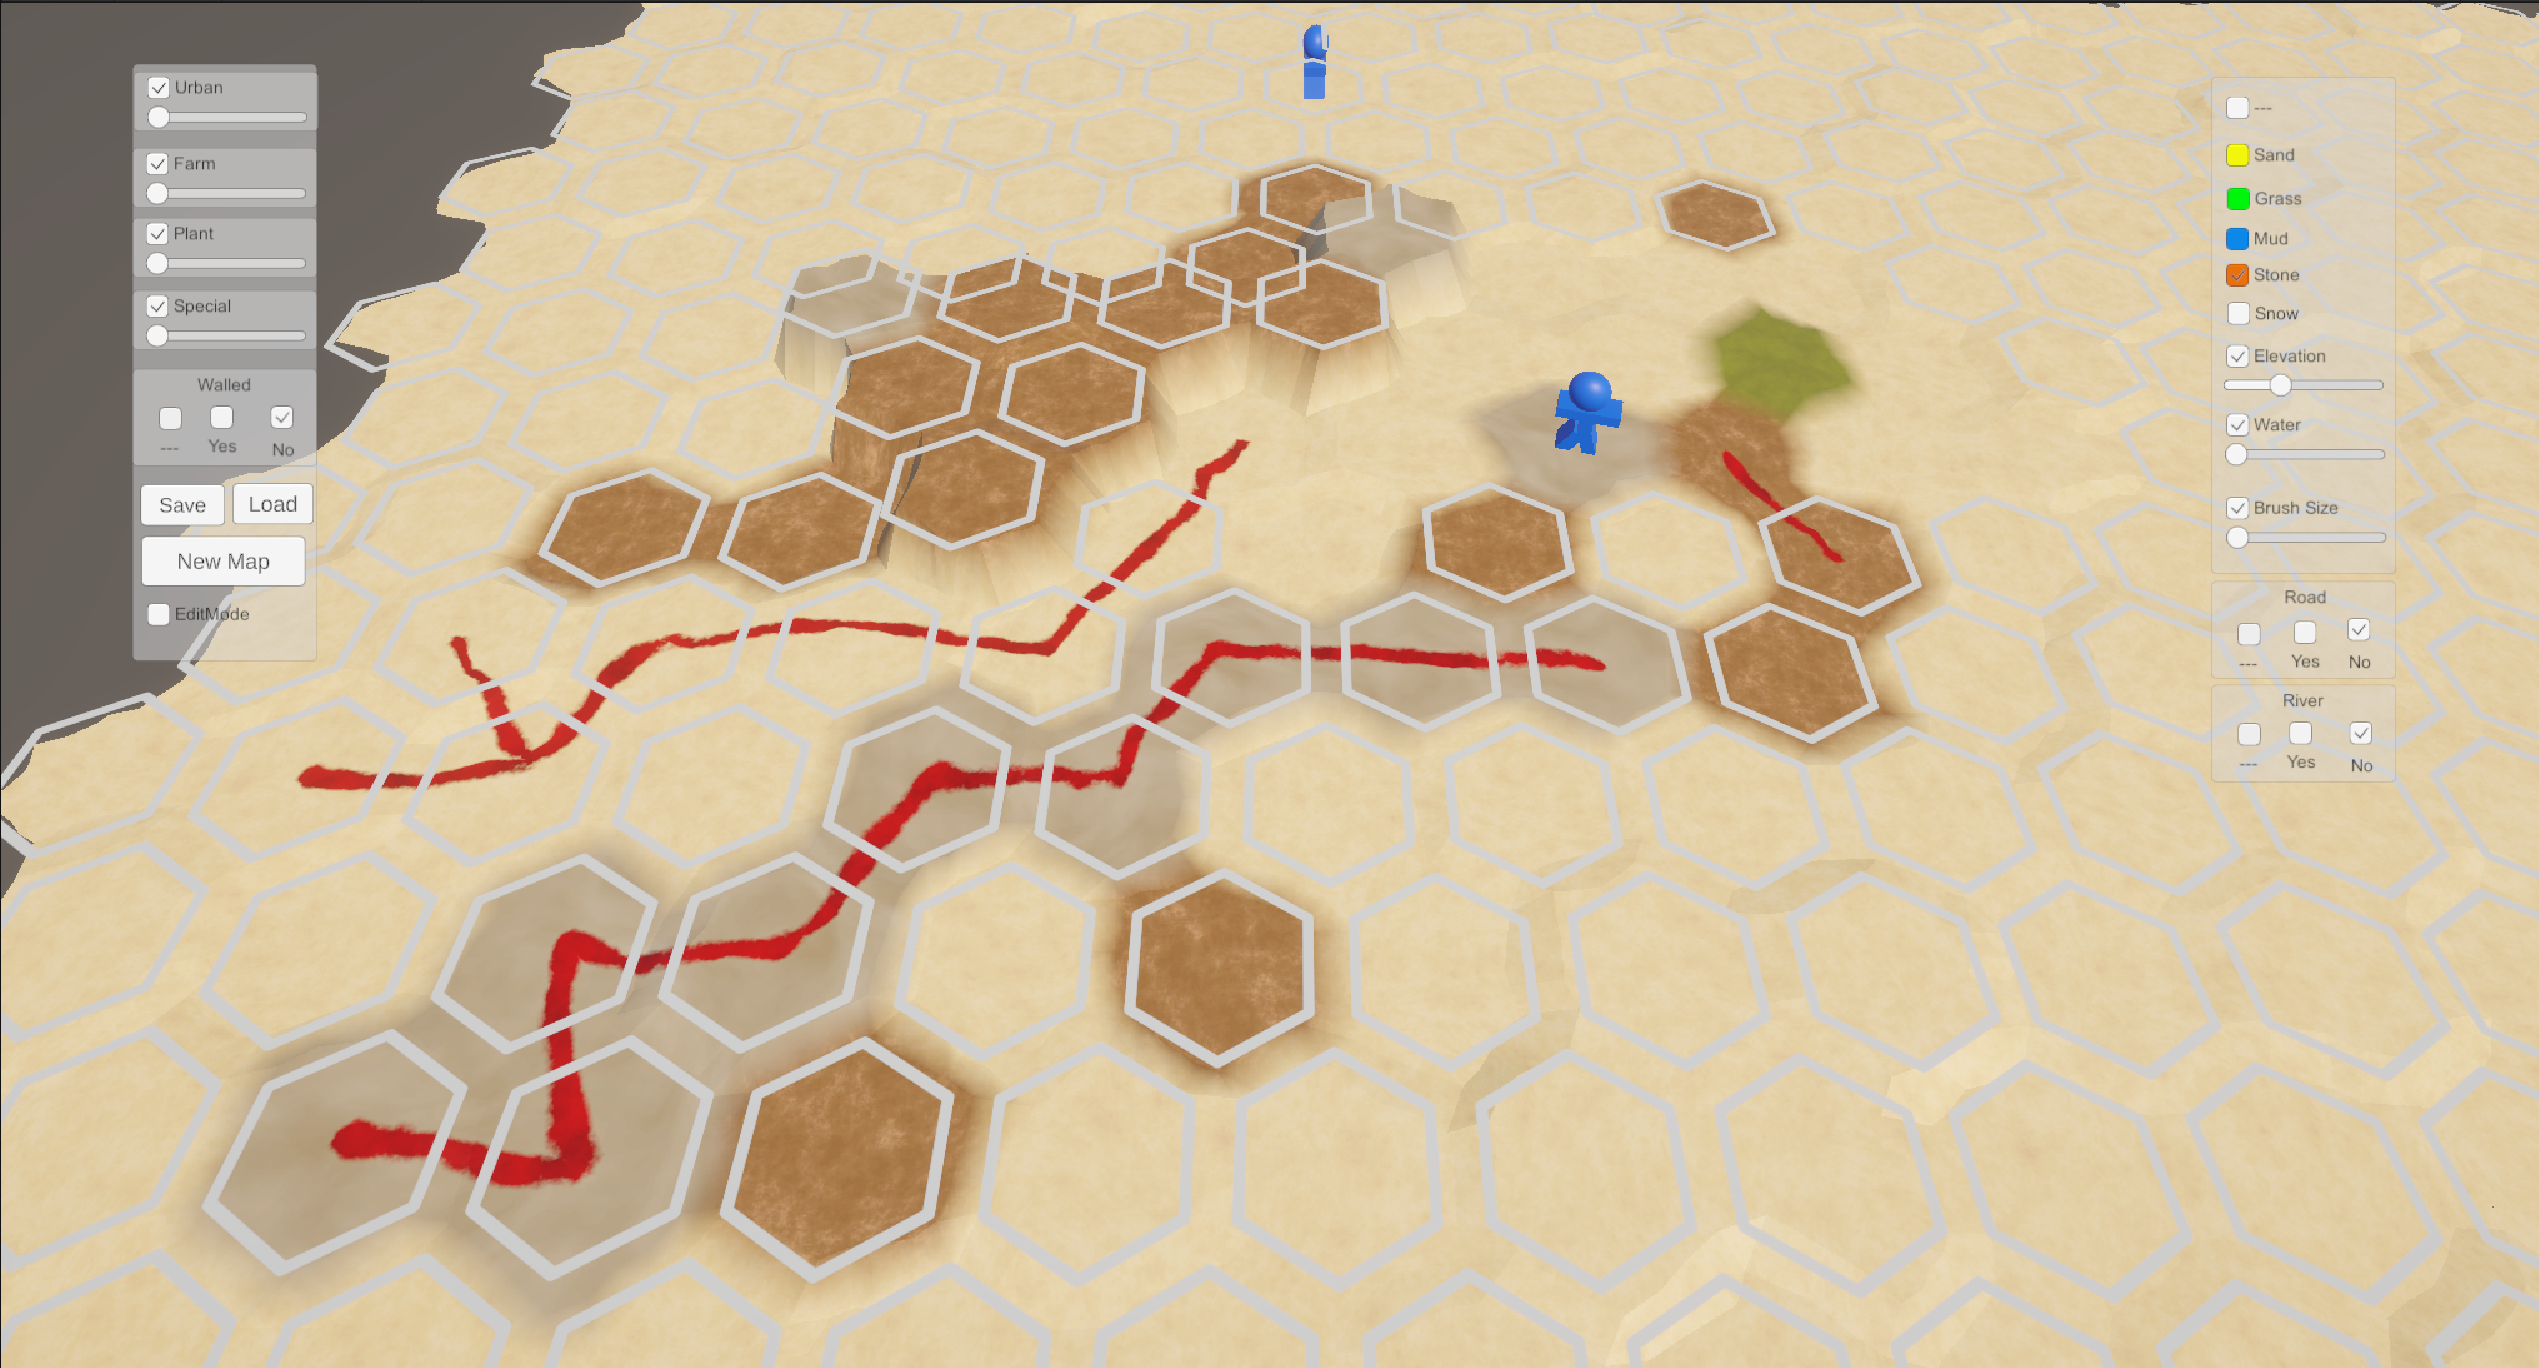 Urban
Farm
Plant
Special
Walled
--- Yes No
Save Load
New Map
EditMode
---
Sand
Grass
Mud
Stone
Snow
Elevation
Water
Brush Size
Road
--- Yes No
River
--- Yes No